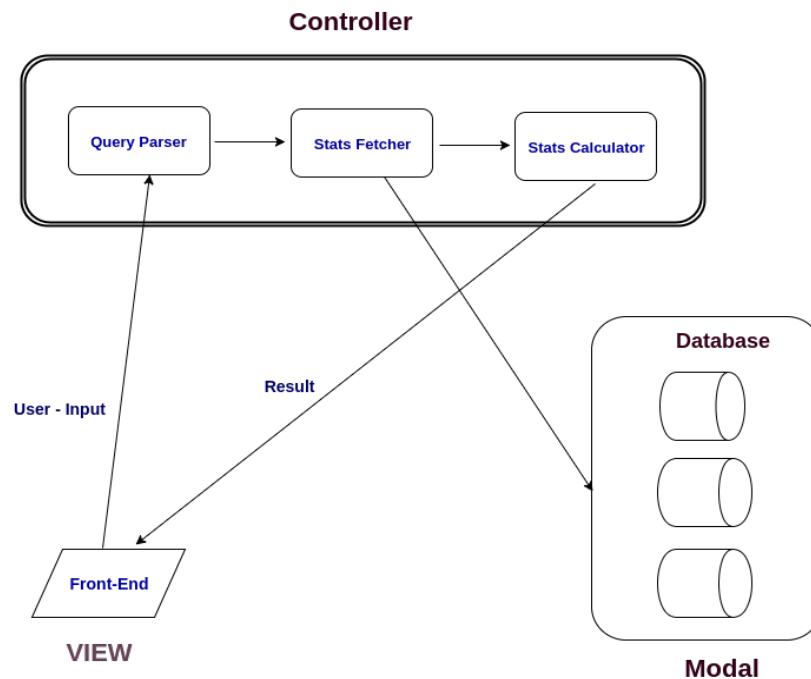 Controller
Query Parser
Stats Fetcher
Stats Calculator
Database
Result
User - Input
Front-End
VIEW
Modal